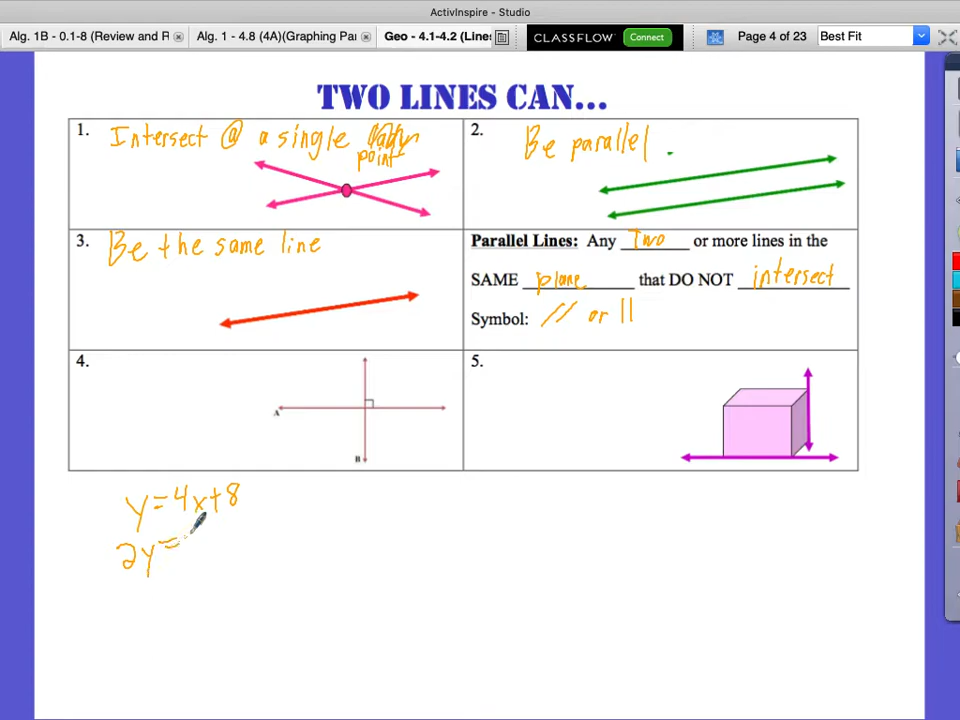 ActivInspire - Studio
Alg. 1B - 0.1-8 (Review and R
Alg. 1 - 4.8 (4A)(Graphing Par
Geo - 4.1-4.2 (Lines
CLASSFLOW Connect
Page 4 of 23
Best Fit
TWO LINES CAN...
1. Intersect @ a single
point
2. Be parallel
3. Be the same line
Parallel Lines: Any Two or more lines in the
SAME plane that DO NOT intersect
Symbol: // or ||
4.
A
B
5.
y=4x+8
2y=